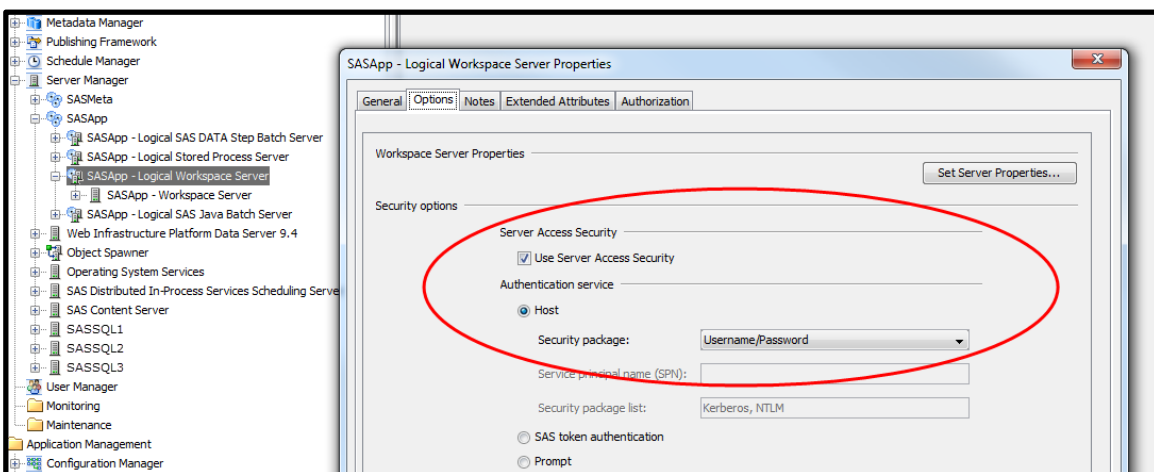 Metadata Manager
Publishing Framework
Schedule Manager
Server Manager
SASMeta
SASApp
SASApp - Logical SAS DATA Step Batch Server
SASApp - Logical Stored Process Server
SASApp - Logical Workspace Server
SASApp - Workspace Server
SASApp - Logical SAS Java Batch Server
Web Infrastructure Platform Data Server 9.4
Object Spawner
Operating System Services
SAS Distributed In-Process Services Scheduling Serve
SAS Content Server
SASSQL1
SASSQL2
SASSQL3
User Manager
Monitoring
Maintenance
Application Management
Configuration Manager
SASApp - Logical Workspace Server Properties
General Options Notes Extended Attributes Authorization
Workspace Server Properties
Set Server Properties...
Security options
Server Access Security
Use Server Access Security
Authentication service
Host
Security package: Username/Password
Service principal name (SPN):
Security package list: Kerberos, NTLM
SAS token authentication
Prompt